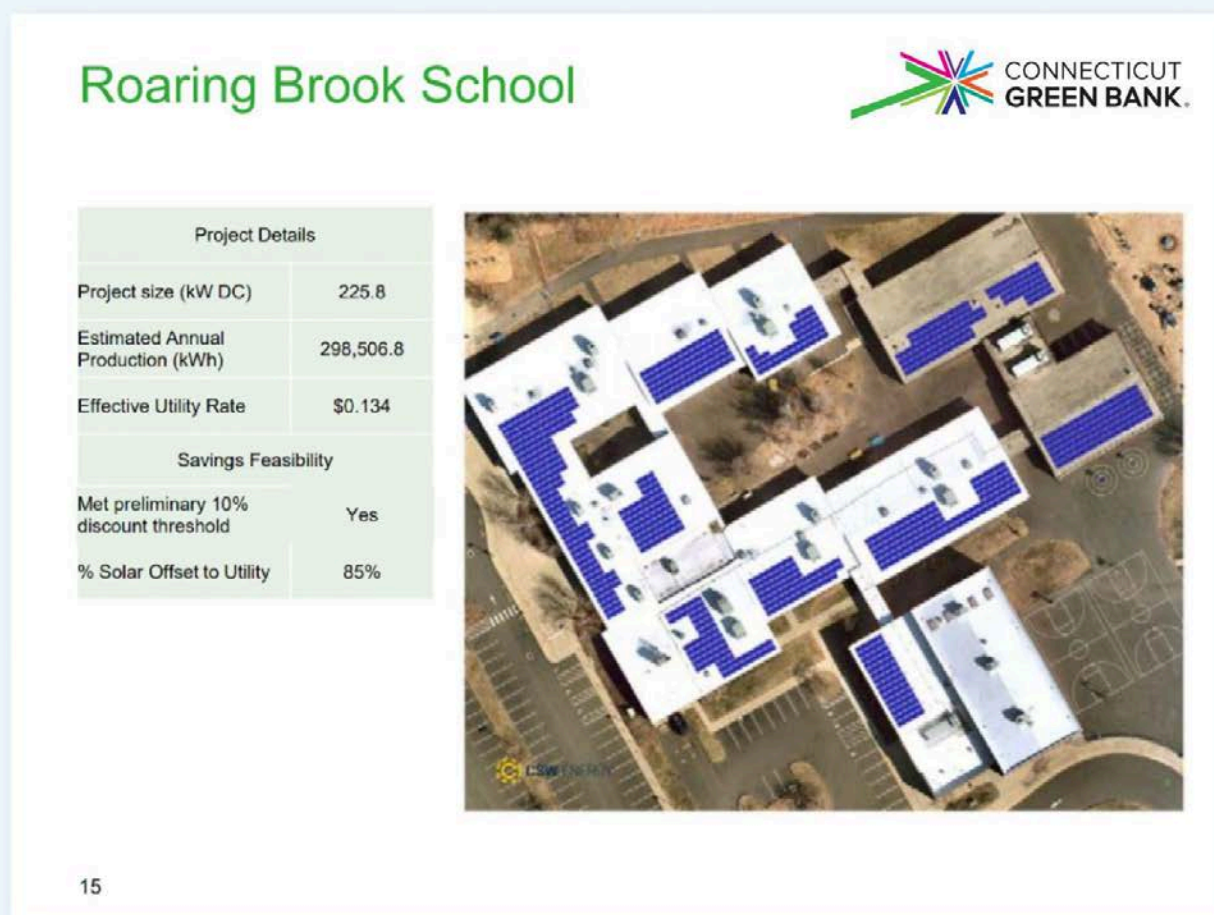 Roaring Brook School
CONNECTICUT
GREEN BANK.
Project Details
Project size (kW DC) 225.8
Estimated Annual
Production (kWh) 298,506.8
Effective Utility Rate $0.134
Savings Feasibility
Met preliminary 10%
discount threshold Yes
% Solar Offset to Utility 85%
CSW ENERGY
15